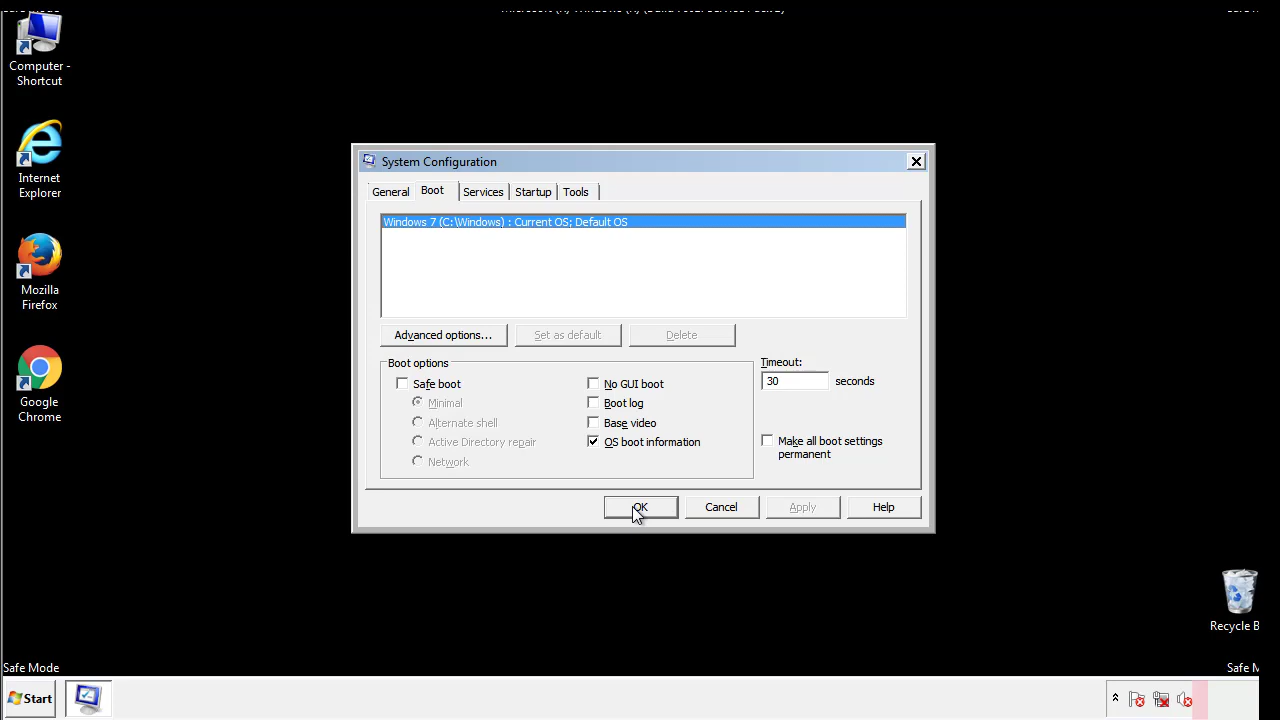 Computer -
Shortcut
Internet
Explorer
Mozilla
Firefox
Google
Chrome
System Configuration
General Boot Services Startup Tools
Windows 7 (C:\Windows) : Current OS; Default OS
Advanced options... Set as default Delete
Boot options
Timeout:
30 seconds
Safe boot
Minimal
Alternate shell
Active Directory repair
Network
No GUI boot
Boot log
Base video
OS boot information
Make all boot settings
permanent
OK Cancel Apply Help
Recycle B
Safe Mode
Safe M
Start